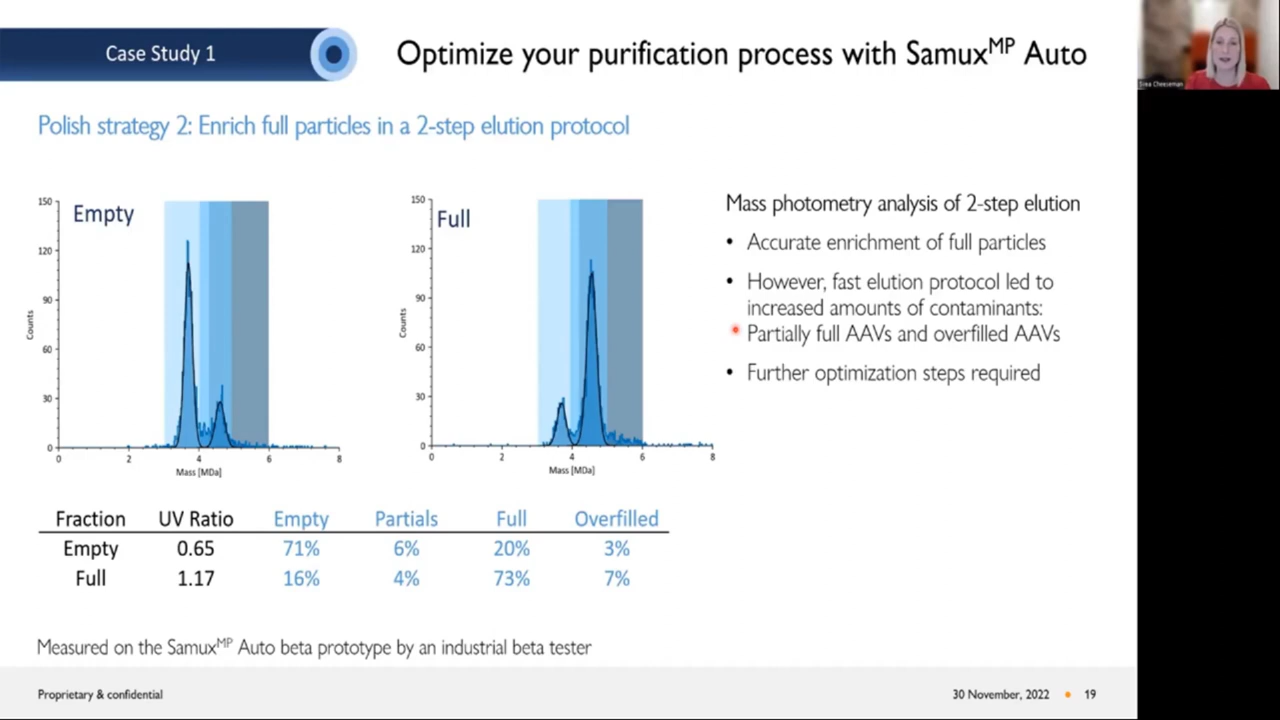 Case Study 1
Optimize your purification process with Samux^MP Auto
Erica Cheeseman
Polish strategy 2: Enrich full particles in a 2-step elution protocol
150
120
90
60
30
0
Counts
Empty
0 2 4 6 8
Mass [MDa]
150
120
90
60
30
0
Counts
Full
0 2 4 6 8
Mass [MDa]
Mass photometry analysis of 2-step elution
• Accurate enrichment of full particles
• However, fast elution protocol led to
increased amounts of contaminants:
Partially full AAVs and overfilled AAVs
• Further optimization steps required
Fraction UV Ratio Empty Partials Full Overfilled
Empty 0.65 71% 6% 20% 3%
Full 1.17 16% 4% 73% 7%
Measured on the Samux^MP Auto beta prototype by an industrial beta tester
Proprietary & confidential
30 November, 2022 • 19